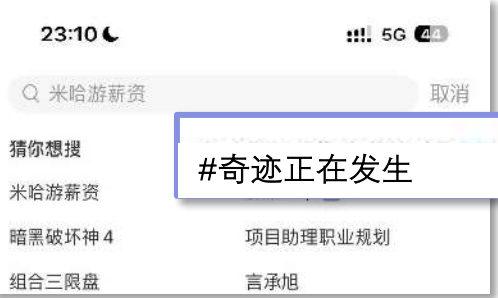 23:10
5G 44
米哈游薪资
取消
猜你想搜
#奇迹正在发生
米哈游薪资
暗黑破坏神4
项目助理职业规划
组合三限盘
言承旭